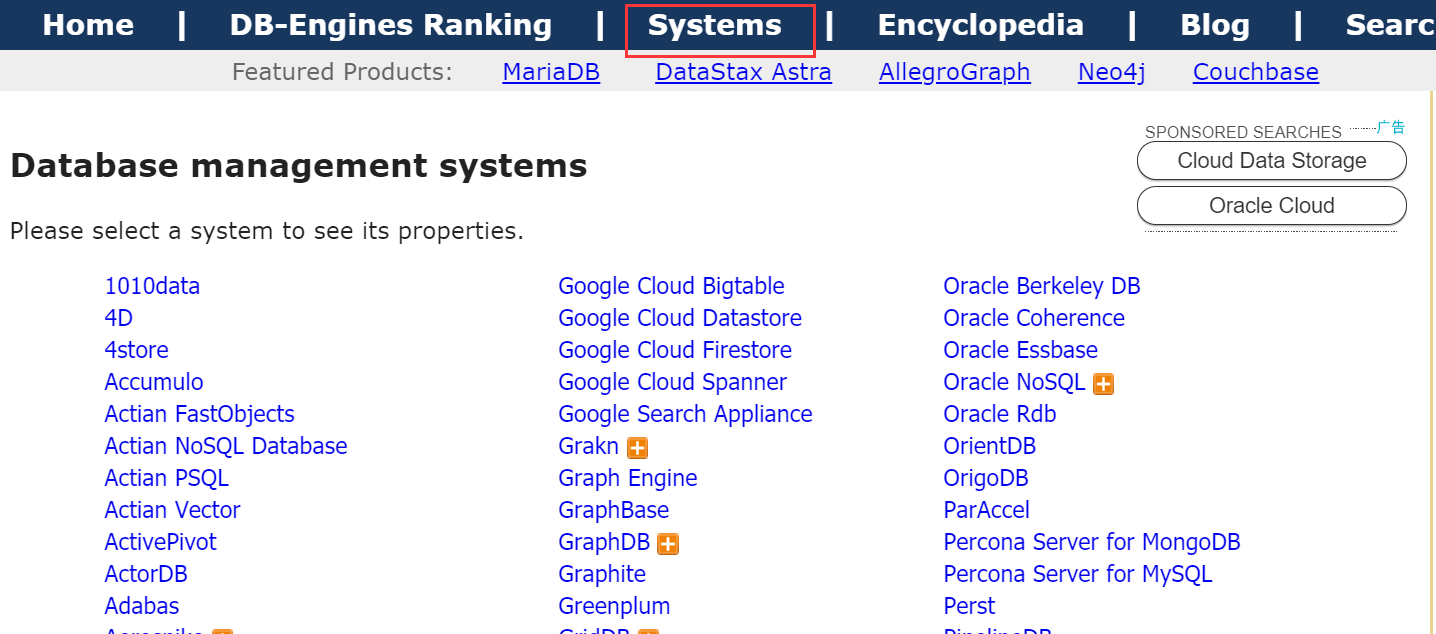 Home | DB-Engines Ranking | Systems | Encyclopedia | Blog | Searc
Featured Products: MariaDB DataStax Astra AllegroGraph Neo4j Couchbase
SPONSORED SEARCHES 广告
Cloud Data Storage
Oracle Cloud
Database management systems
Please select a system to see its properties.
1010data
4D
4store
Accumulo
Actian FastObjects
Actian NoSQL Database
Actian PSQL
Actian Vector
ActivePivot
ActorDB
Adabas
Aerospike
Google Cloud Bigtable
Google Cloud Datastore
Google Cloud Firestore
Google Cloud Spanner
Google Search Appliance
Grakn
Graph Engine
GraphBase
GraphDB
Graphite
Greenplum
GridDB
Oracle Berkeley DB
Oracle Coherence
Oracle Essbase
Oracle NoSQL
Oracle Rdb
OrientDB
OrigoDB
ParAccel
Percona Server for MongoDB
Percona Server for MySQL
Perst
PipelineDB